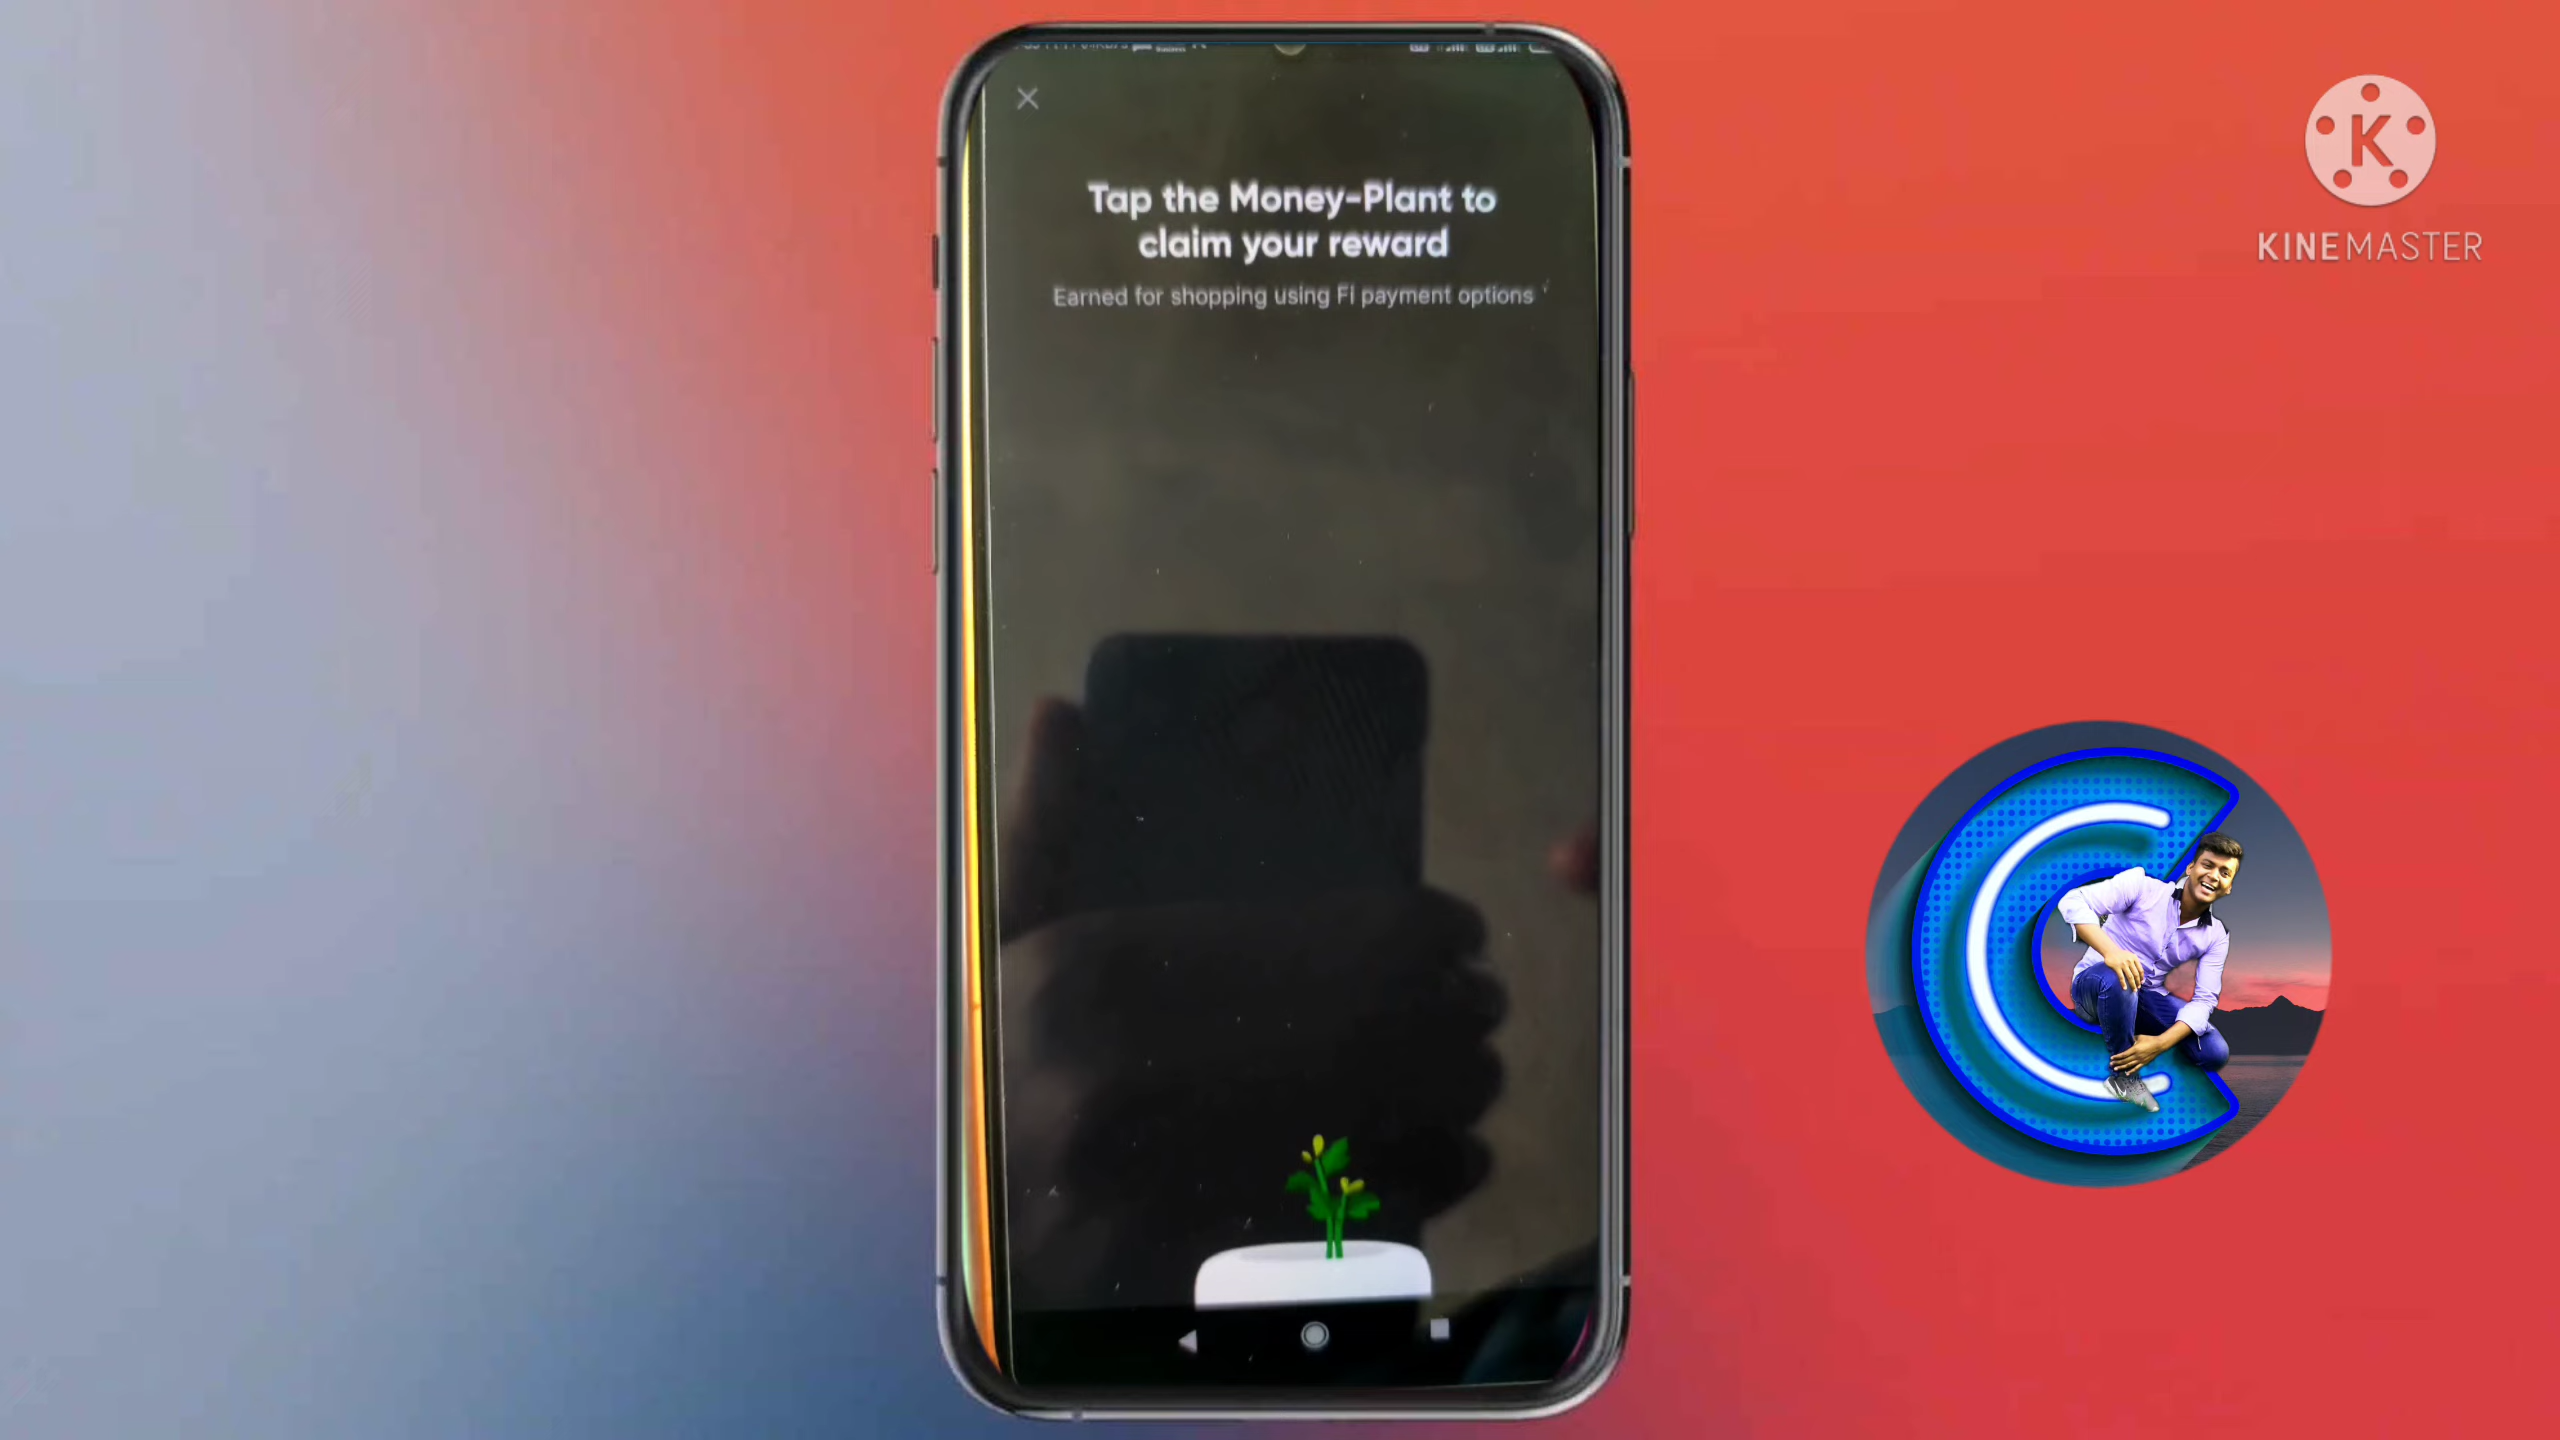 Tap the Money-Plant to
claim your reward
Earned for shopping using Fi payment options
K
KINEMASTER
C